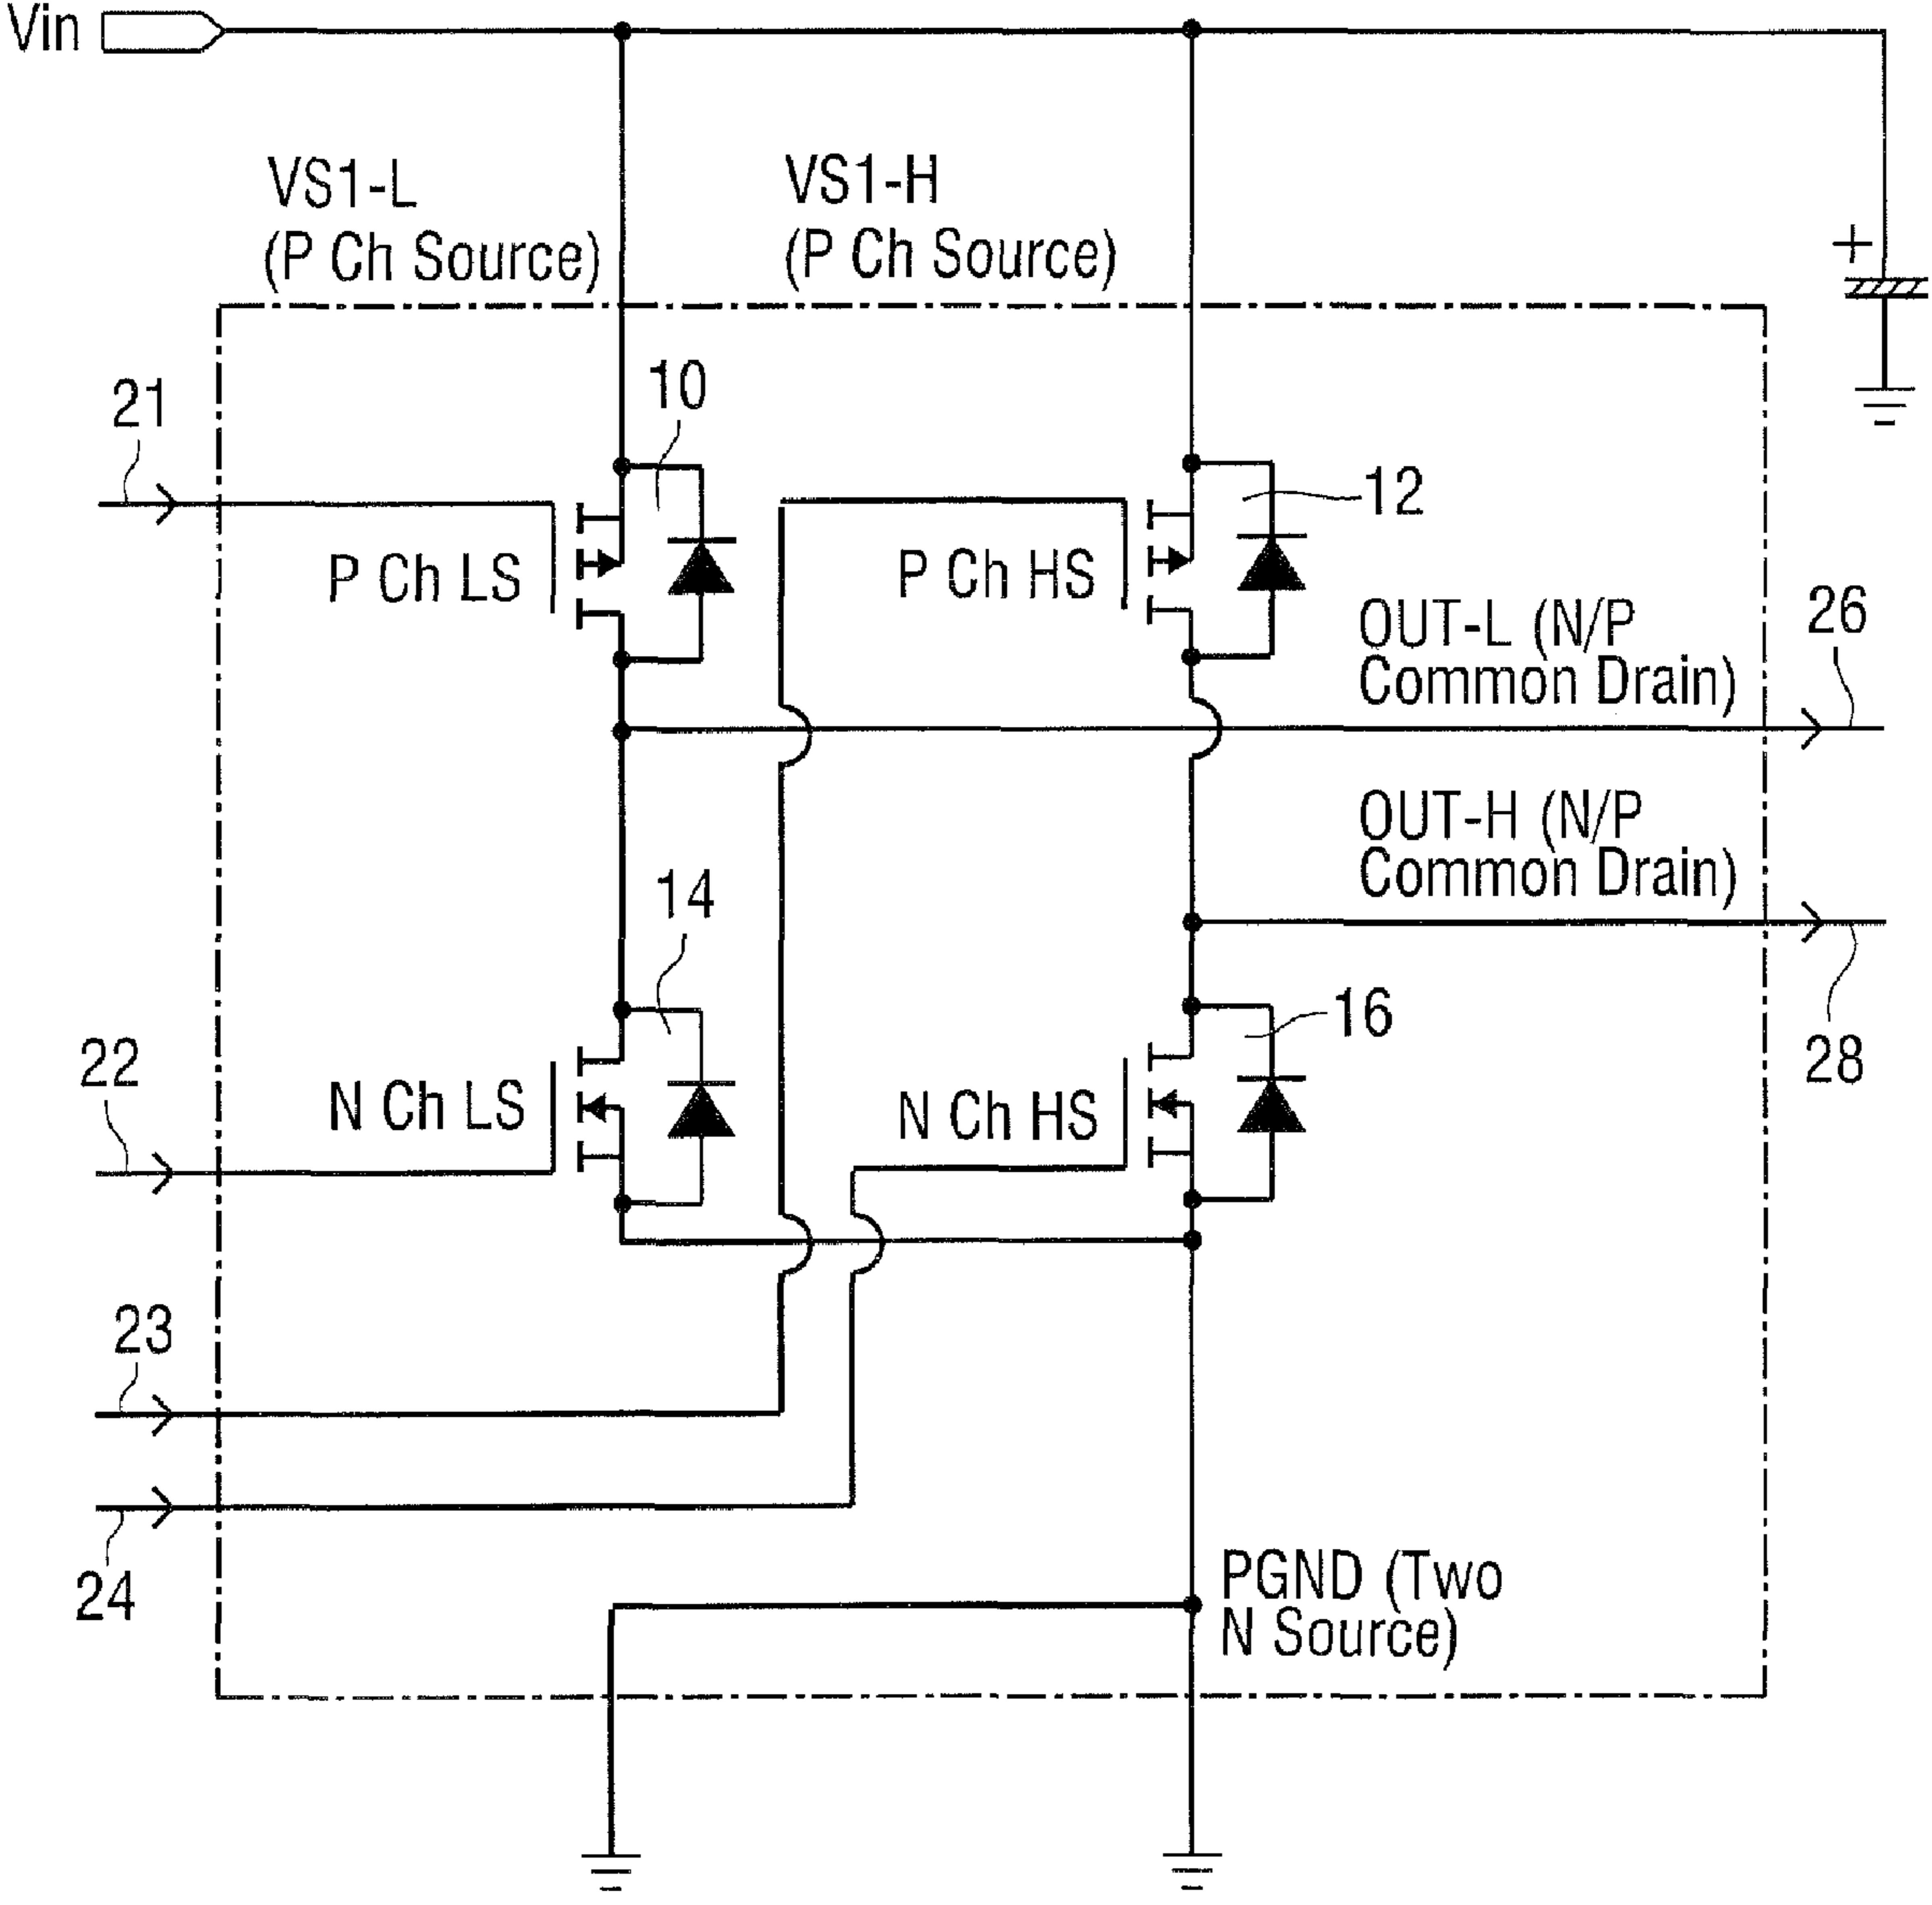 Vin
VS1-L
(P Ch Source)
VS1-H
(P Ch Source)
+
10
21
12
P Ch LS
P Ch HS
OUT-L (N/P
Common Drain)
26
OUT-H (N/P
Common Drain)
14
16
22
N Ch LS
N Ch HS
28
23
24
PGND (Two
N Source)